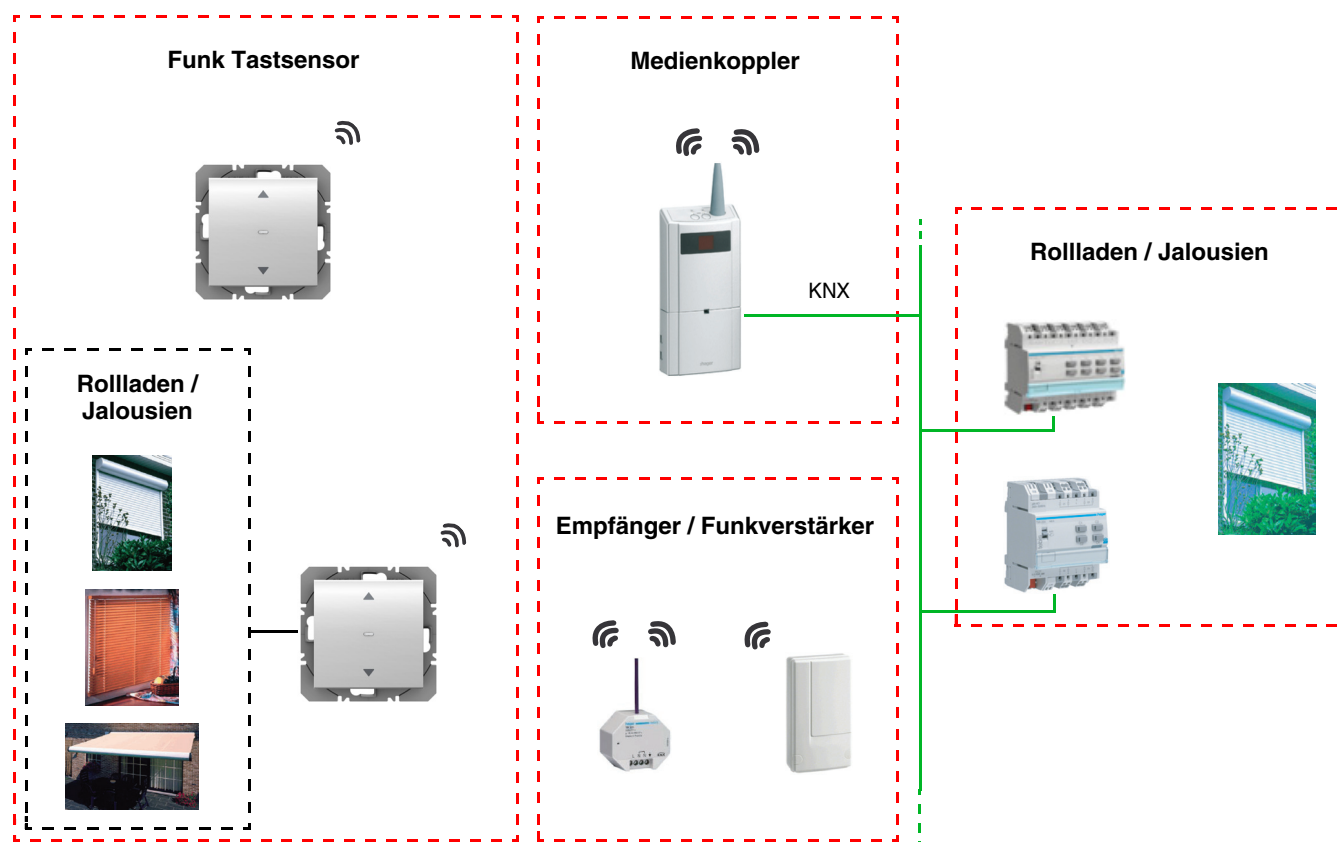 Funk Tastsensor
Medienkoppler
Rollladen / Jalousien
KNX
Rollladen /
Jalousien
Empfänger / Funkverstärker